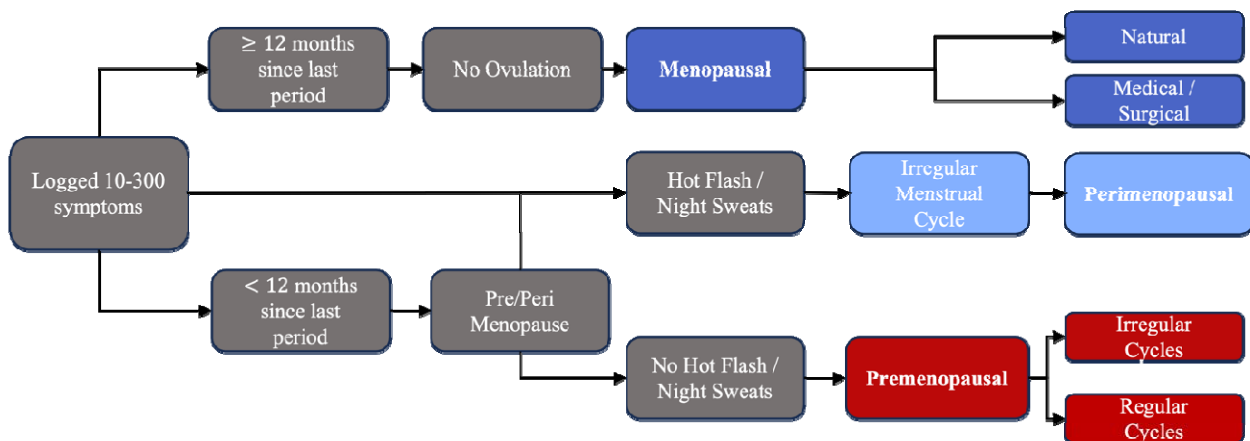 ≥ 12 months
since last
period
No Ovulation
Menopausal
Natural
Medical /
Surgical
Logged 10-300
symptoms
Hot Flash /
Night Sweats
Irregular
Menstrual
Cycle
Perimenopausal
< 12 months
since last
period
Pre/Peri
Menopause
No Hot Flash /
Night Sweats
Premenopausal
Irregular
Cycles
Regular
Cycles